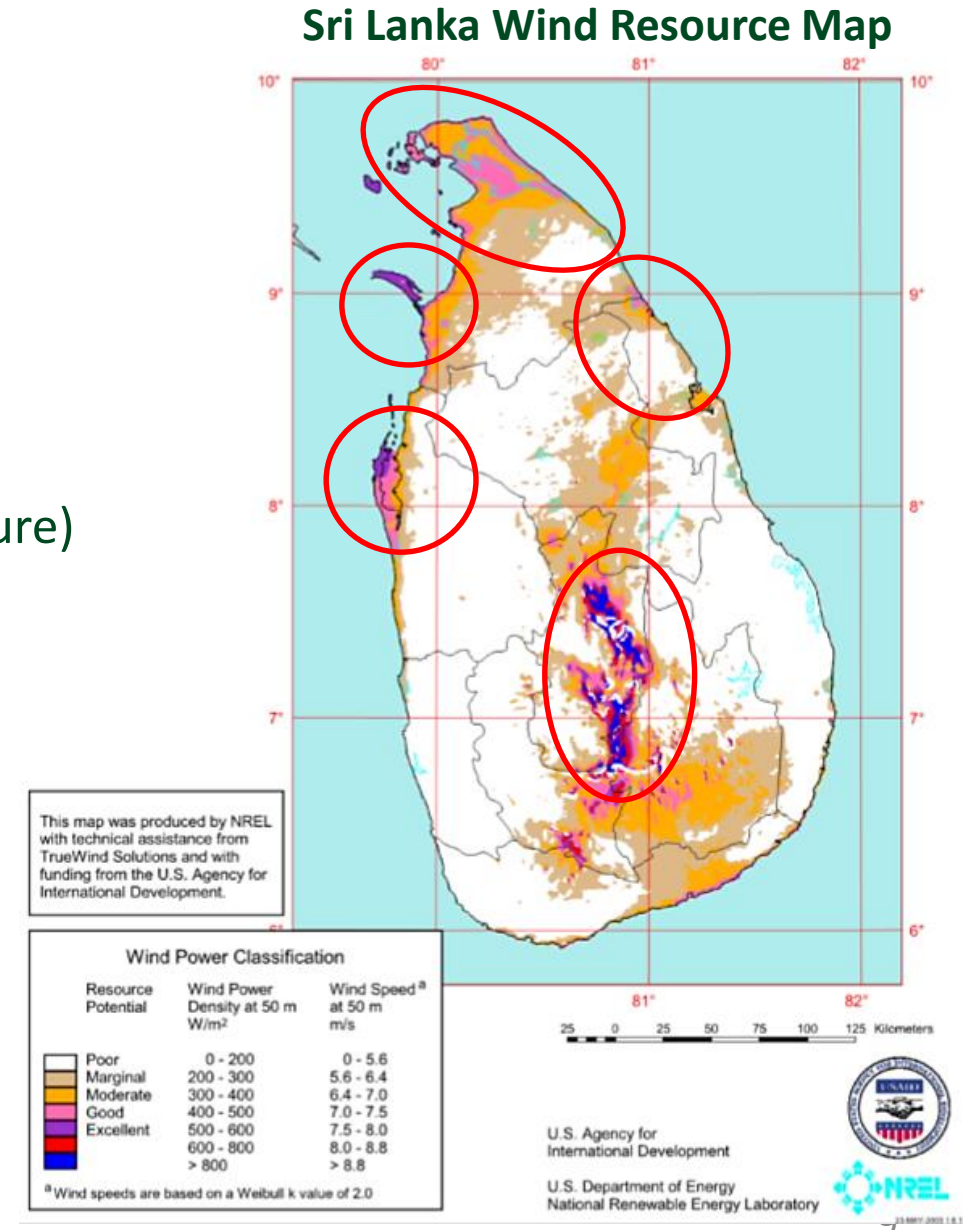 Sri Lanka Wind Resource Map
80° 81° 82°
10° 10°
9° 9°
ure)
8° 8°
7° 7°
This map was produced by NREL
with technical assistance from
TrueWind Solutions and with
funding from the U.S. Agency for
International Development.
6° 6°
Wind Power Classification
Resource Wind Power Wind Speed a
Potential Density at 50 m at 50 m
W/m² m/s
Poor 0 - 200 0 - 5.6
Marginal 200 - 300 5.6 - 6.4
Moderate 300 - 400 6.4 - 7.0
Good 400 - 500 7.0 - 7.5
Excellent 500 - 600 7.5 - 8.0
600 - 800 8.0 - 8.8
> 800 > 8.8
a Wind speeds are based on a Weibull k value of 2.0
81° 82°
25 0 25 50 75 100 125 Kilometers
USAID
U.S. Agency for
International Development
U.S. Department of Energy
National Renewable Energy Laboratory
NREL